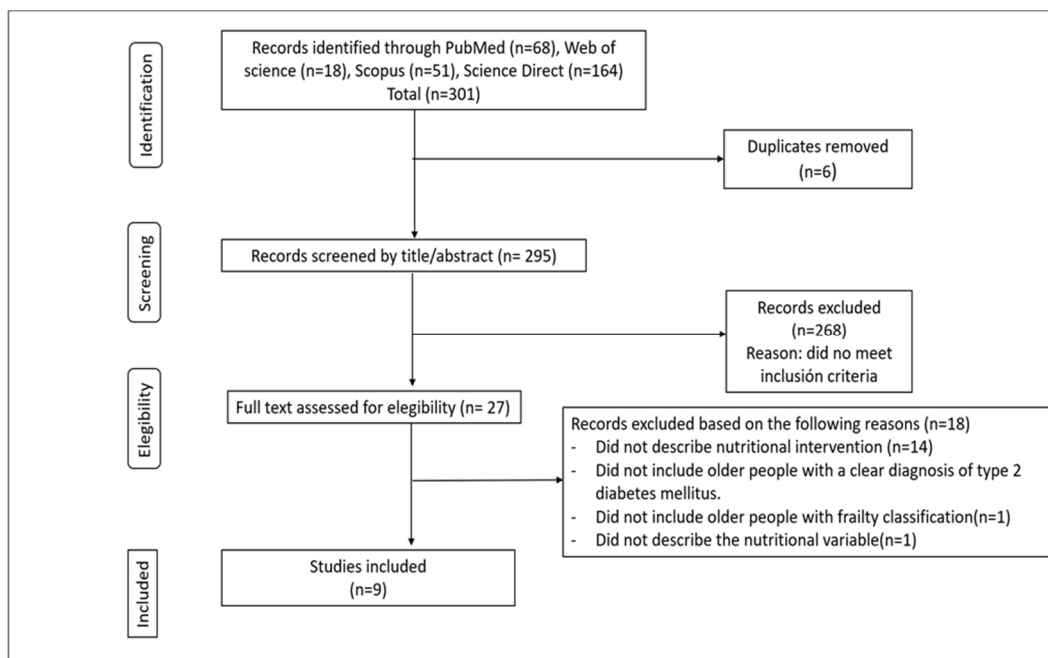 Identification
Records identified through PubMed (n=68), Web of
science (n=18), Scopus (n=51), Science Direct (n=164)
Total (n=301)
Duplicates removed
(n=6)
Screening
Records screened by title/abstract (n= 295)
Records excluded
(n=268)
Reason: did no meet
inclusión criteria
Elegibility
Full text assessed for elegibility (n= 27)
Records excluded based on the following reasons (n=18)
- Did not describe nutritional intervention (n=14)
- Did not include older people with a clear diagnosis of type 2
diabetes mellitus.
- Did not include older people with frailty classification(n=1)
- Did not describe the nutritional variable(n=1)
Included
Studies included
(n=9)